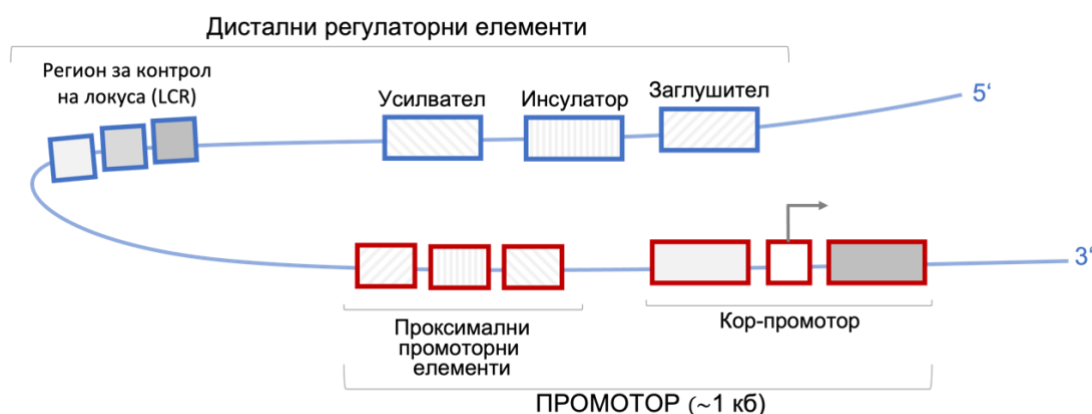 Дистални регулаторни елементи
Регион за контрол
на локуса (LCR)
Усилвател
Инсулатор
Заглушител
5‘
3‘
Проксимални
промоторни
елементи
Кор-промотор
ПРОМОТОР (~1 кб)